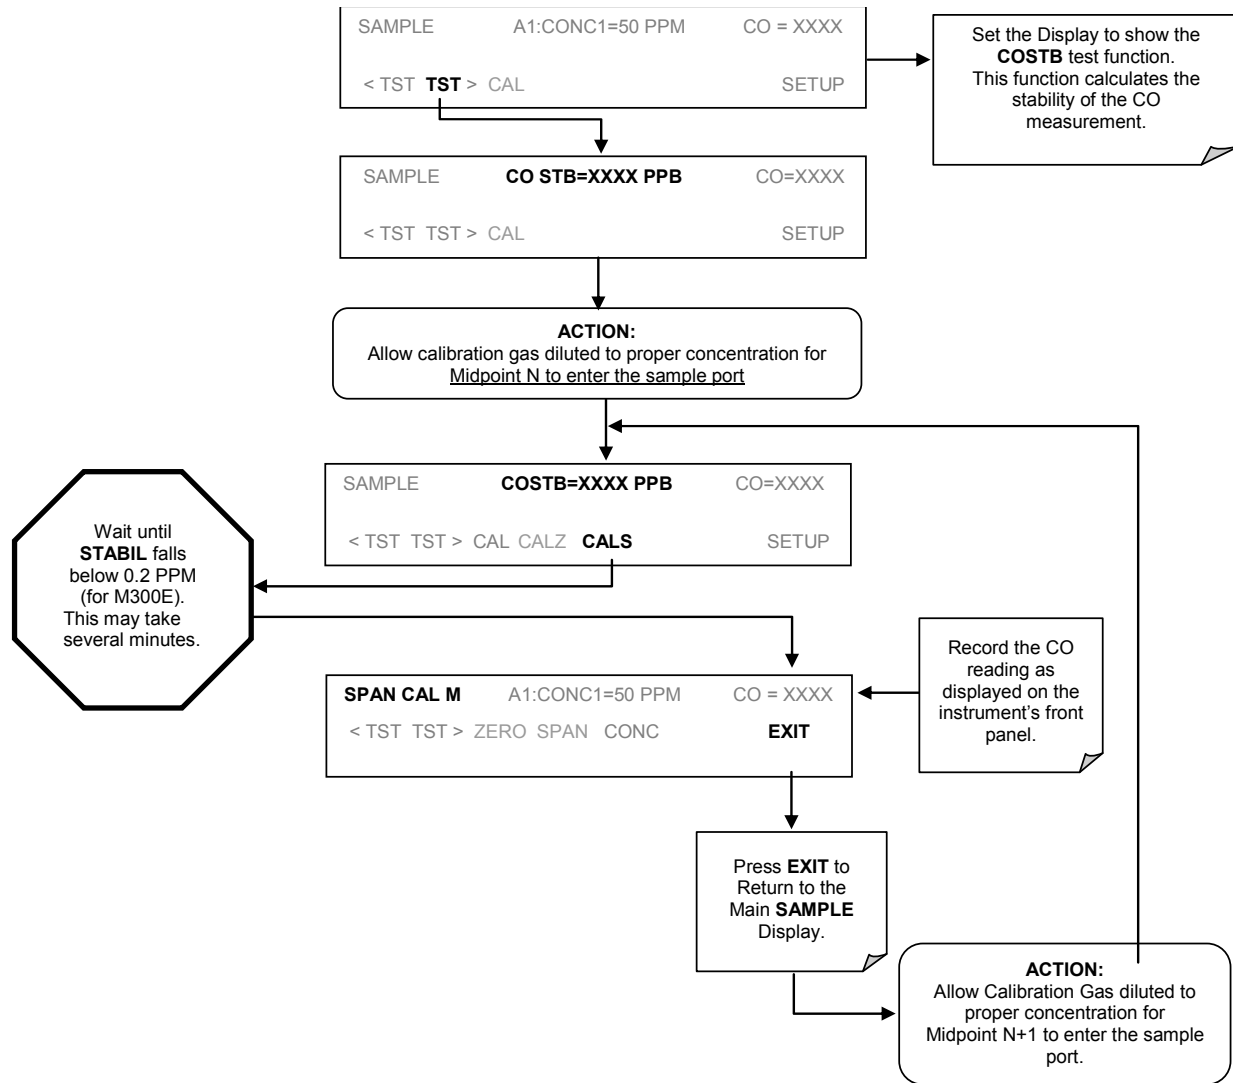 SAMPLE A1:CONC1=50 PPM CO = XXXX
< TST TST > CAL SETUP
Set the Display to show the
COSTB test function.
This function calculates the
stability of the CO
measurement.
SAMPLE CO STB=XXXX PPB CO=XXXX
< TST TST > CAL SETUP
ACTION:
Allow calibration gas diluted to proper concentration for
Midpoint N to enter the sample port
SAMPLE COSTB=XXXX PPB CO=XXXX
< TST TST > CAL CALZ CALS SETUP
Wait until
STABIL falls
below 0.2 PPM
(for M300E).
This may take
several minutes.
SPAN CAL M A1:CONC1=50 PPM CO = XXXX
< TST TST > ZERO SPAN CONC EXIT
Record the CO
reading as
displayed on the
instrument's front
panel.
Press EXIT to
Return to the
Main SAMPLE
Display.
ACTION:
Allow Calibration Gas diluted to
proper concentration for
Midpoint N+1 to enter the sample
port.